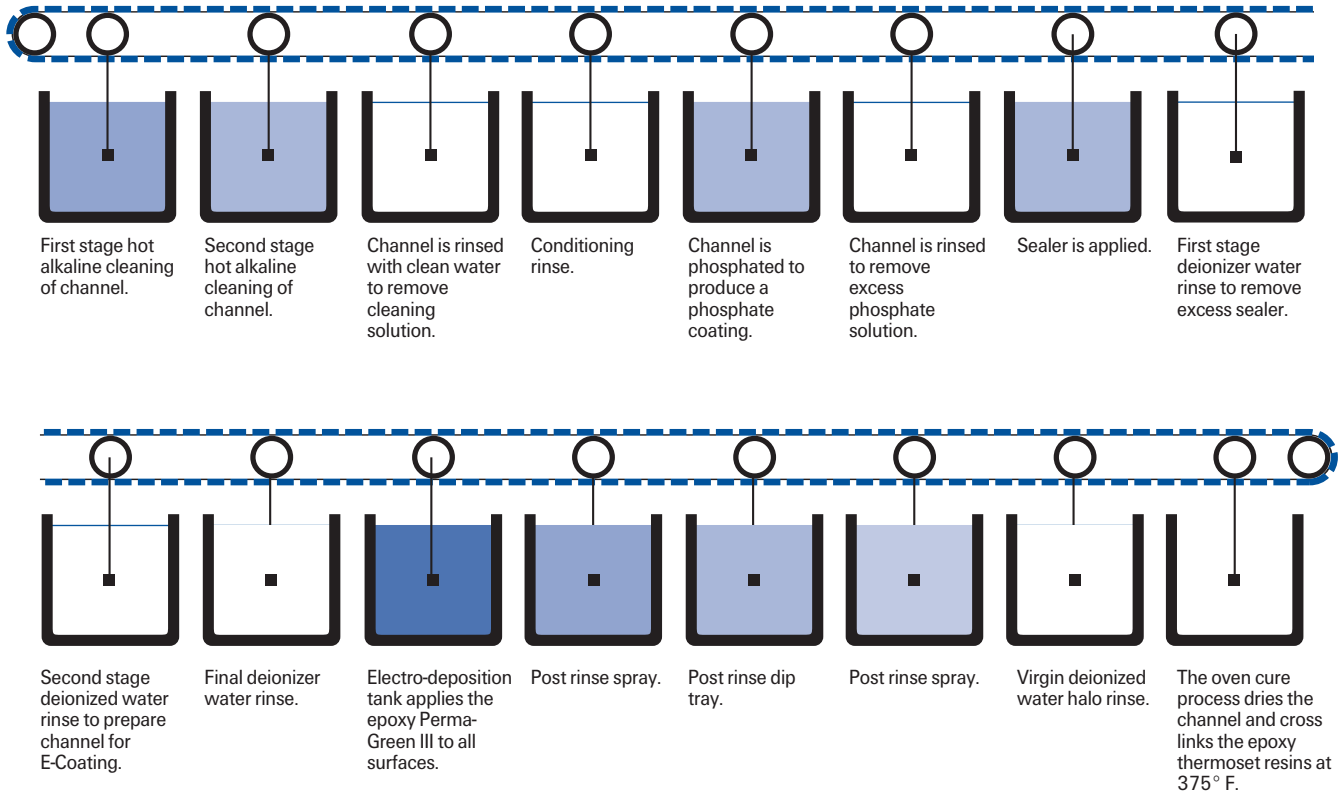 First stage hot
alkaline cleaning
of channel.
Second stage
hot alkaline
cleaning of
channel.
Channel is rinsed
with clean water
to remove
cleaning
solution.
Conditioning
rinse.
Channel is
phosphated to
produce a
phosphate
coating.
Channel is rinsed
to remove
excess
phosphate
solution.
Sealer is applied.
First stage
deionizer water
rinse to remove
excess sealer.
Second stage
deionized water
rinse to prepare
channel for
E-Coating.
Final deionizer
water rinse.
Electro-deposition
tank applies the
epoxy Perma-
Green III to all
surfaces.
Post rinse spray.
Post rinse dip
tray.
Post rinse spray.
Virgin deionized
water halo rinse.
The oven cure
process dries the
channel and cross
links the epoxy
thermoset resins at
375° F.